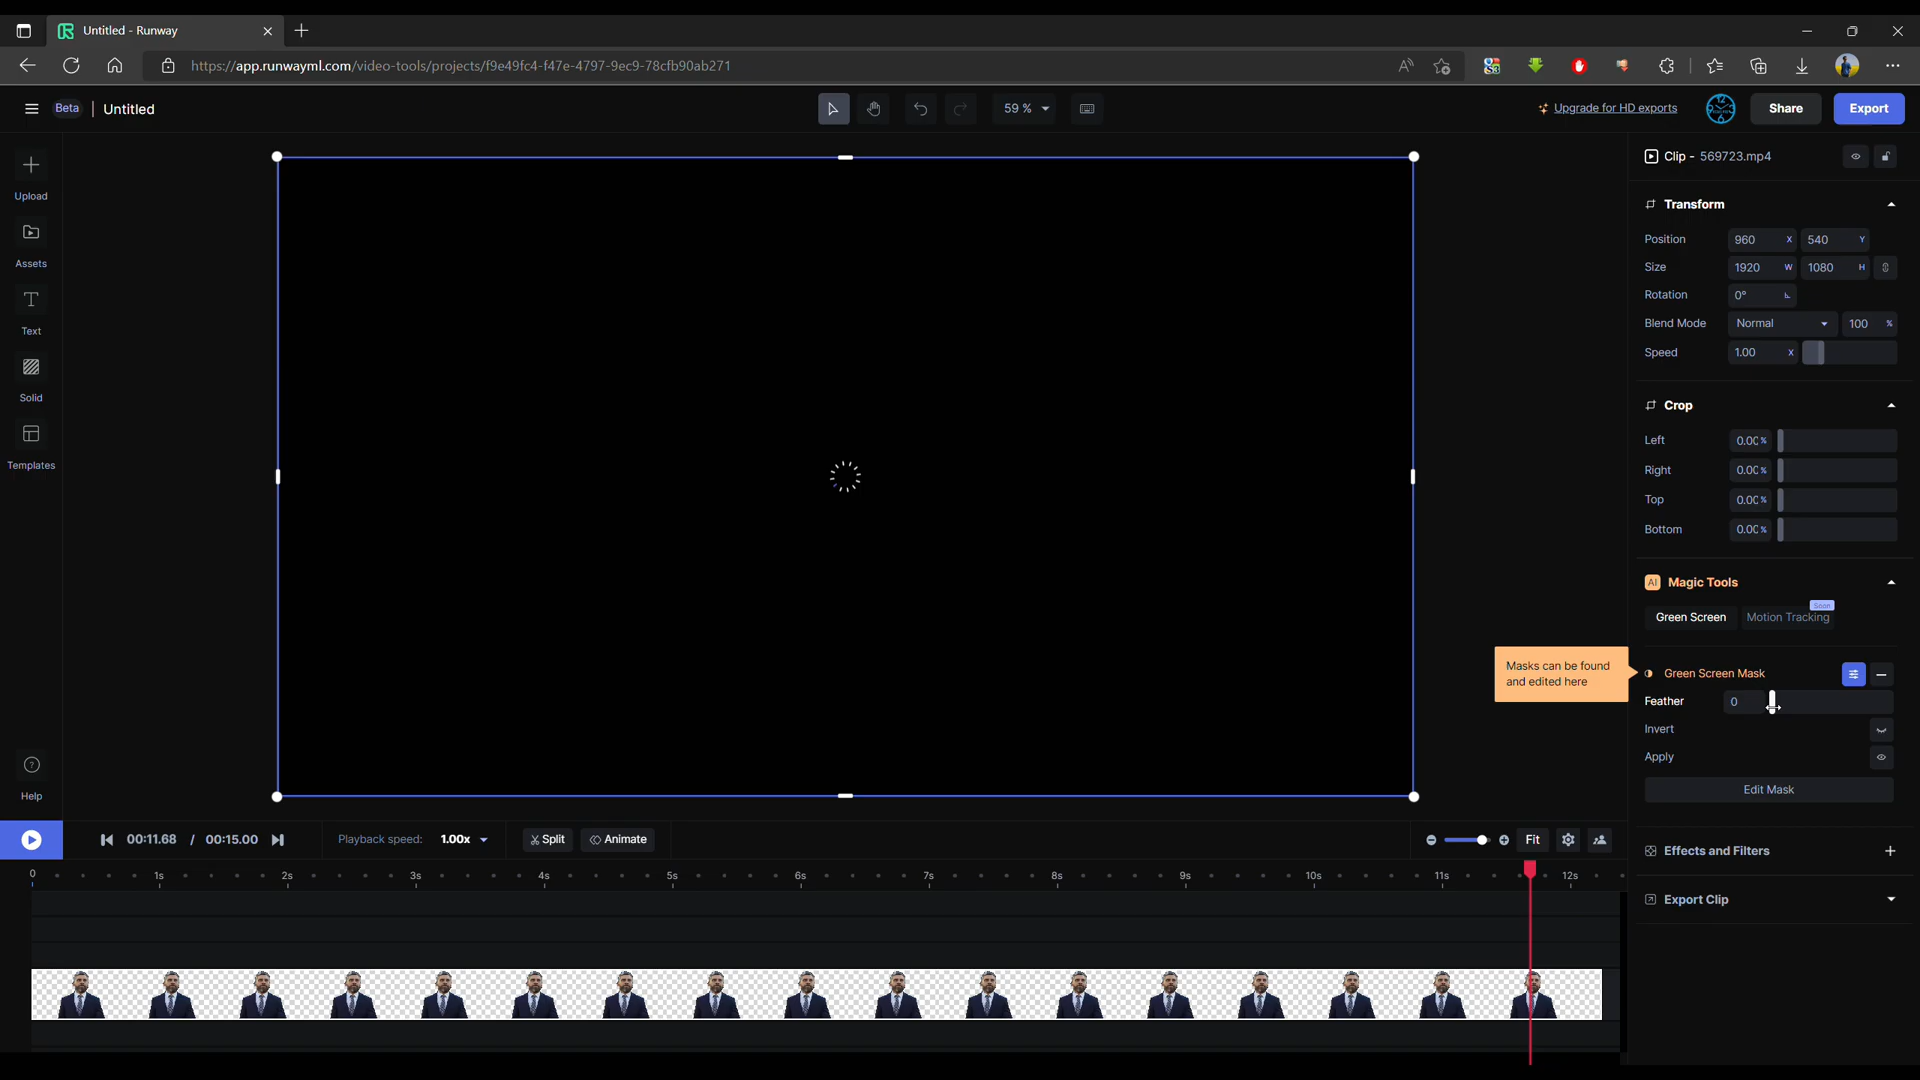 Untitled - Runway
https://app.runwayml.com/video-tools/projects/f9e49fc4-f47e-4797-9ec9-78cfb90ab271
Beta | Untitled
59 %
Upgrade for HD exports
Share
Export
Upload
Assets
Text
Solid
Templates
Help
Clip - 569723.mp4
Transform
Position 960 X 540 Y
Size 1920 W 1080 H
Rotation 0°
Blend Mode Normal 100 %
Speed 1.00 X
Crop
Left 0.00 %
Right 0.00 %
Top 0.00 %
Bottom 0.00 %
AI Magic Tools
Soon
Green Screen Motion Tracking
Masks can be found
and edited here
Green Screen Mask
Feather 0
Invert
Apply
Edit Mask
Effects and Filters
Export Clip
00:11.68 / 00:15.00
Playback speed: 1.00x
Split
Animate
Fit
0 1s 2s 3s 4s 5s 6s 7s 8s 9s 10s 11s 12s